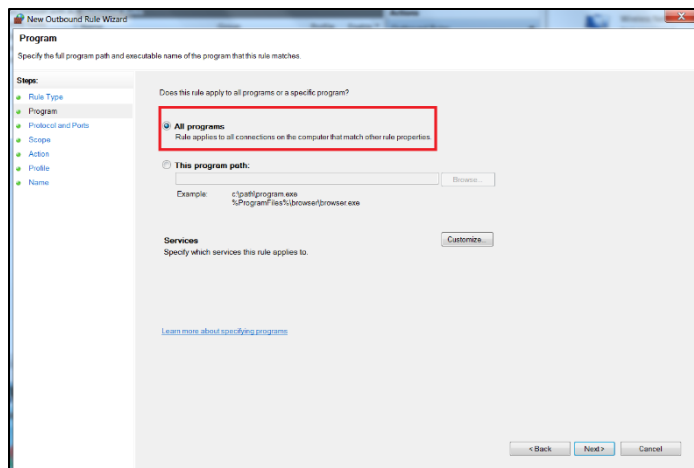 New Outbound Rule Wizard
Program
Specify the full program path and executable name of the program that this rule matches.
Steps:
Rule Type
Program
Protocol and Ports
Scope
Action
Profile
Name
Does this rule apply to all programs or a specific program?
All programs
Rule applies to all connections on the computer that match other rule properties.
This program path:
Browse...
Example:
c:\path\program.exe
%ProgramFiles%\browser\browser.exe
Services
Customize...
Specify which services this rule applies to.
Learn more about specifying programs
< Back
Next >
Cancel